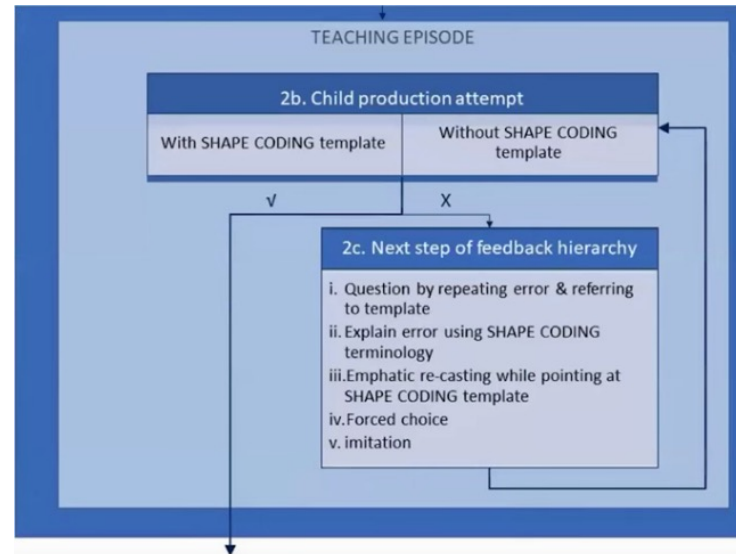 TEACHING EPISODE
2b. Child production attempt
With SHAPE CODING template
Without SHAPE CODING
template
√
X
2c. Next step of feedback hierarchy
i. Question by repeating error & referring
to template
ii. Explain error using SHAPE CODING
terminology
iii.Emphatic re-casting while pointing at
SHAPE CODING template
iv.Forced choice
v. imitation